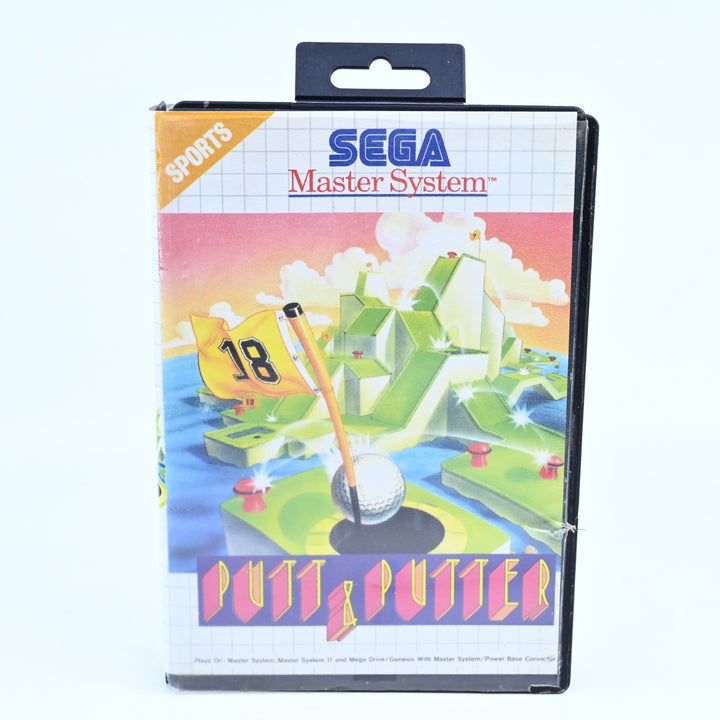 SPORTS
SEGA
Master System™
18
12
PUTT & PUTTER
Plays On: Master System, Master System II and Mega Drive/Genesis With Master System/Power Base Converter